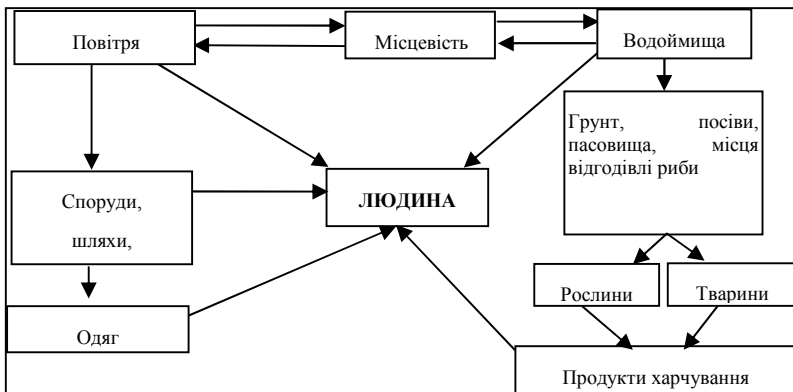 Повітря
Місцевість
Водоймища
Грунт, посіви,
пасовища, місця
відгодівлі риби
Споруди,
шляхи,
ЛЮДИНА
Рослини
Тварини
Одяг
Продукти харчування